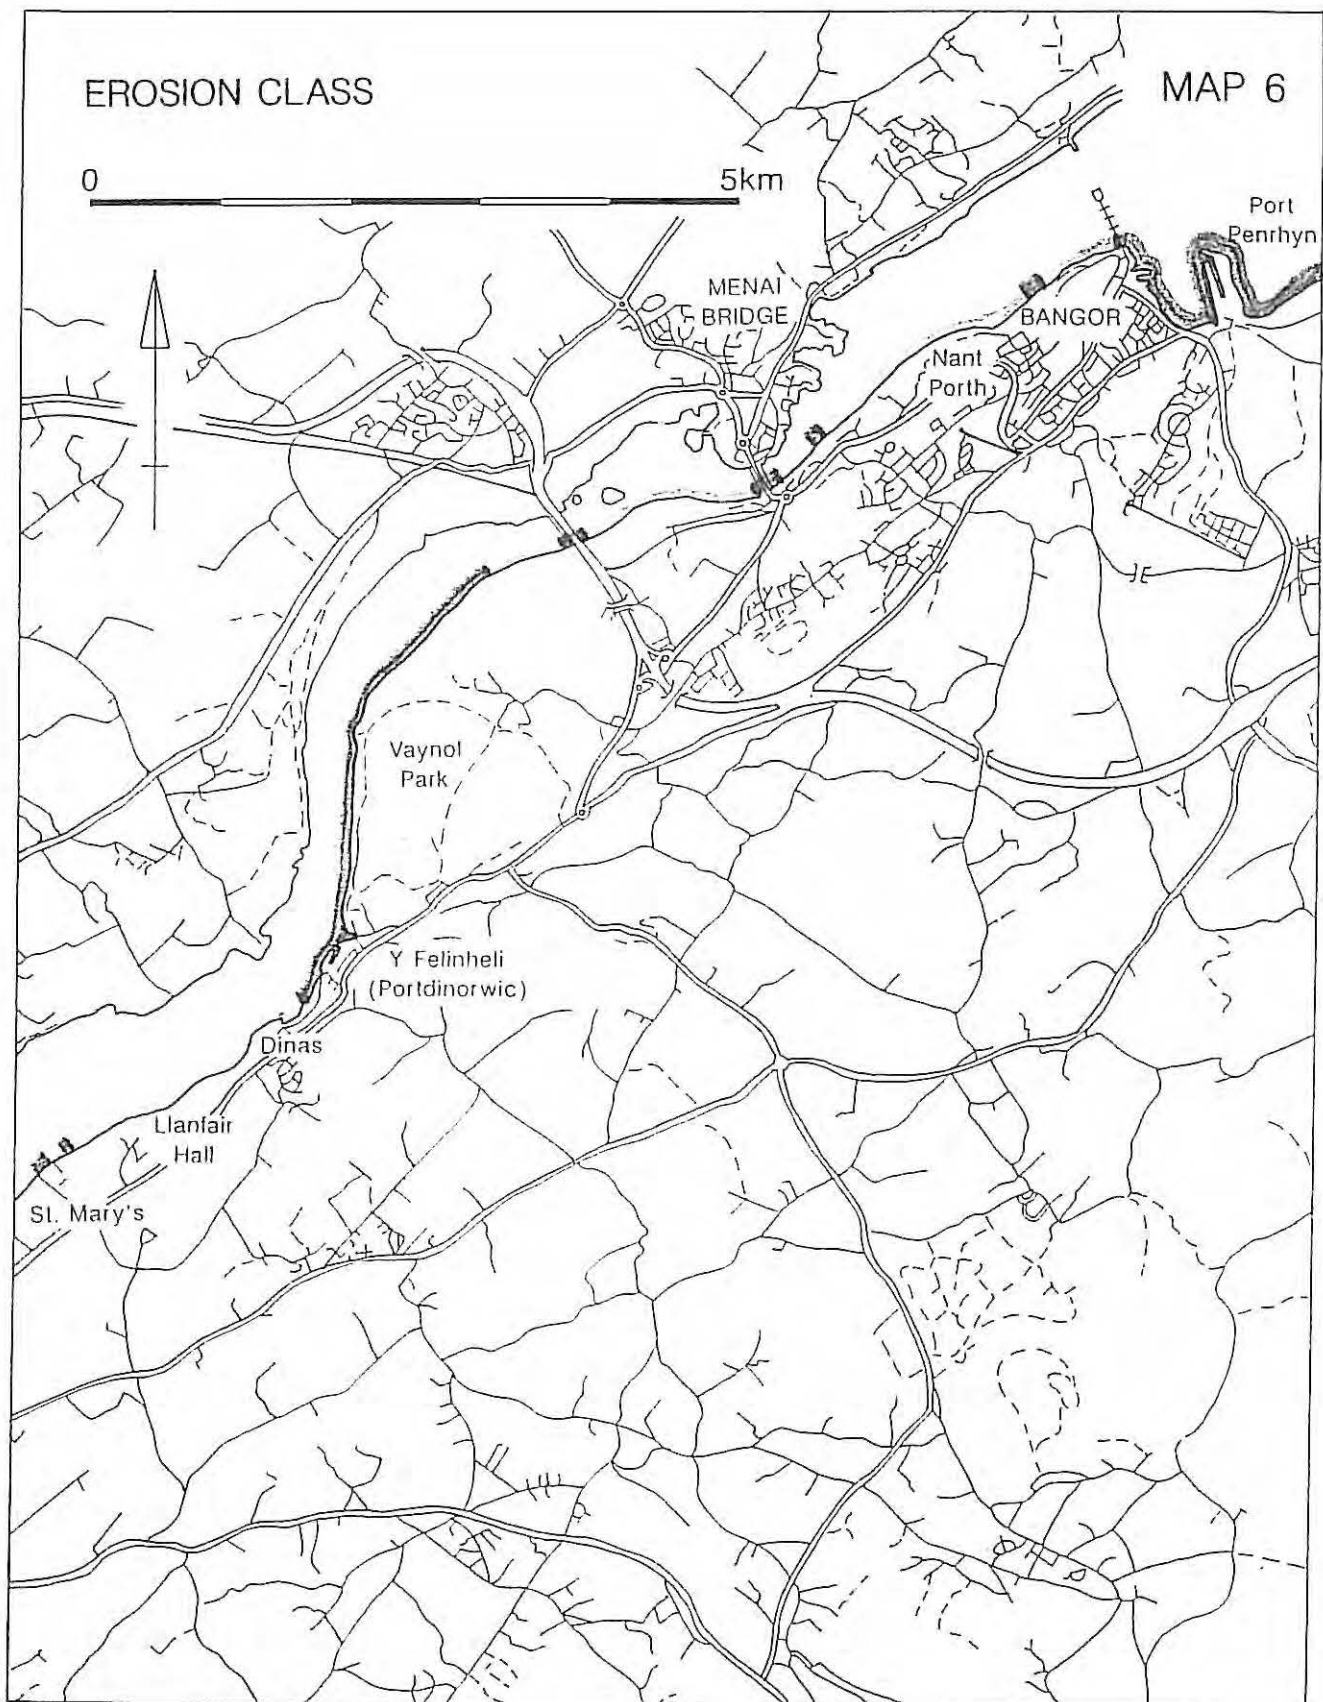 EROSION CLASS
MAP 6
0
5km
Port
Penrhyn
MENAI
BRIDGE
BANGOR
Nant
Porth
Vaynol
Park
Y Felinheli
(Portdinorwic)
Dinas
Llanfair
Hall
St. Mary's